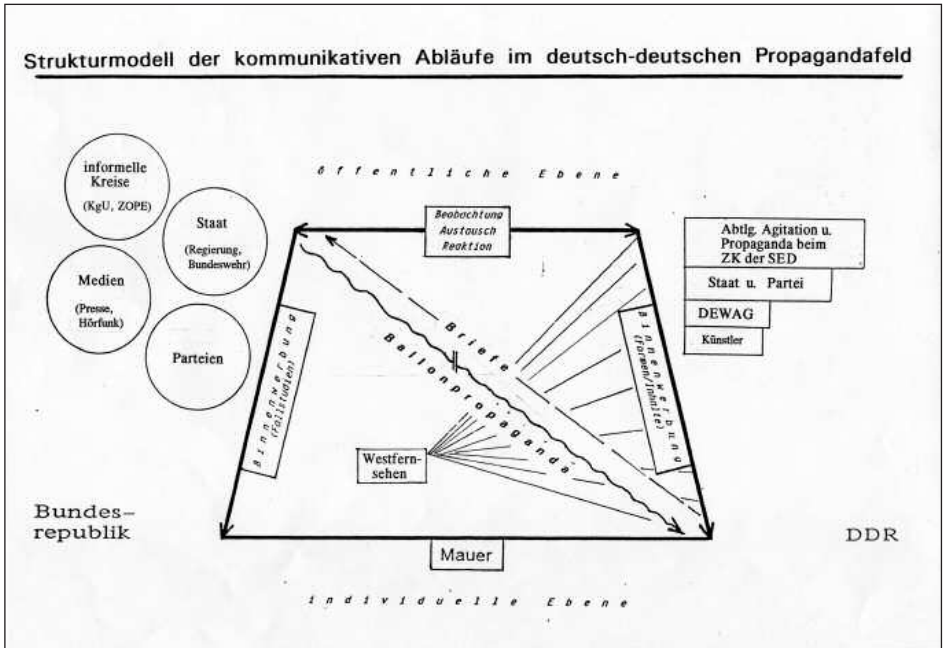 Strukturmodell der kommunikativen Abläufe im deutsch-deutschen Propagandafeld
öffentliche Ebene
informelle
Kreise
(KgU, ZOPE)
Staat
(Regierung,
Bundeswehr)
Medien
(Presse,
Hörfunk)
Parteien
Beobachtung
Austausch
Reaktion
Abtlg. Agitation u.
Propaganda beim
ZK der SED
Staat u. Partei
DEWAG
Künstler
Binnenwerbung
(Fallstudien)
Briefe
Ballonpropaganda
Binnenwerbung
(Formen/Inhalte)
Westfern-
sehen
Bundes-
republik
Mauer
DDR
individuelle Ebene